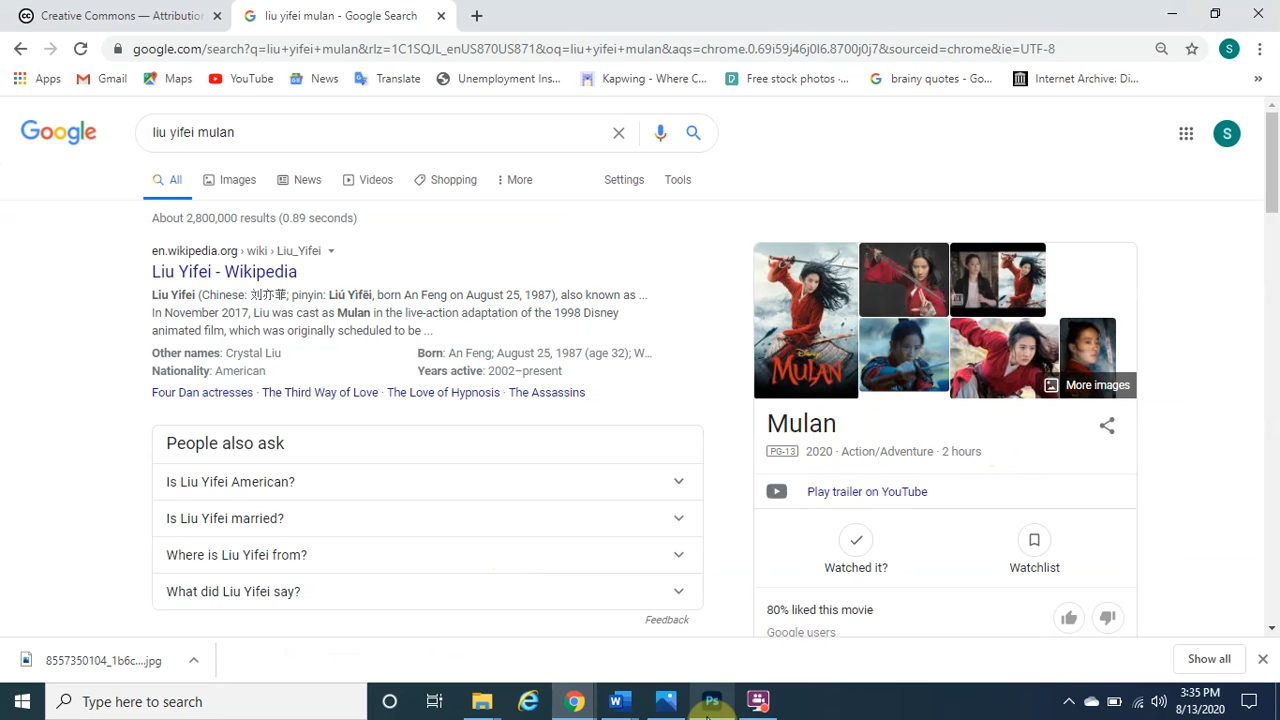 Creative Commons — Attribution
liu yifei mulan - Google Search
google.com/search?q=liu+yifei+mulan&rlz=1C1SQJL_enUS870US871&oq=liu+yifei+mulan&aqs=chrome.0.69i59j46j0l6.8700j0j7&sourceid=chrome&ie=UTF-8
S
Apps Gmail Maps YouTube News Translate Unemployment Ins... Kapwing - Where C... Free stock photos -... brainy quotes - Go... Internet Archive: Di... »
Google
liu yifei mulan
S
All Images News Videos Shopping More Settings Tools
About 2,800,000 results (0.89 seconds)
en.wikipedia.org › wiki › Liu_Yifei
Liu Yifei - Wikipedia
Liu Yifei (Chinese: 刘亦菲; pinyin: Liú Yìfēi, born An Feng on August 25, 1987), also known as ...
In November 2017, Liu was cast as Mulan in the live-action adaptation of the 1998 Disney
animated film, which was originally scheduled to be ...
Other names: Crystal Liu Born: An Feng; August 25, 1987 (age 32); W...
Nationality: American Years active: 2002–present
Four Dan actresses · The Third Way of Love · The Love of Hypnosis · The Assassins
People also ask
Is Liu Yifei American?
Is Liu Yifei married?
Where is Liu Yifei from?
What did Liu Yifei say?
Feedback
Disney
MULAN
More images
Mulan
PG-13 2020 · Action/Adventure · 2 hours
Play trailer on YouTube
Watched it? Watchlist
80% liked this movie
Google users
8557350104_1b6c....jpg
Show all
Type here to search
W
Ps
3:35 PM
8/13/2020